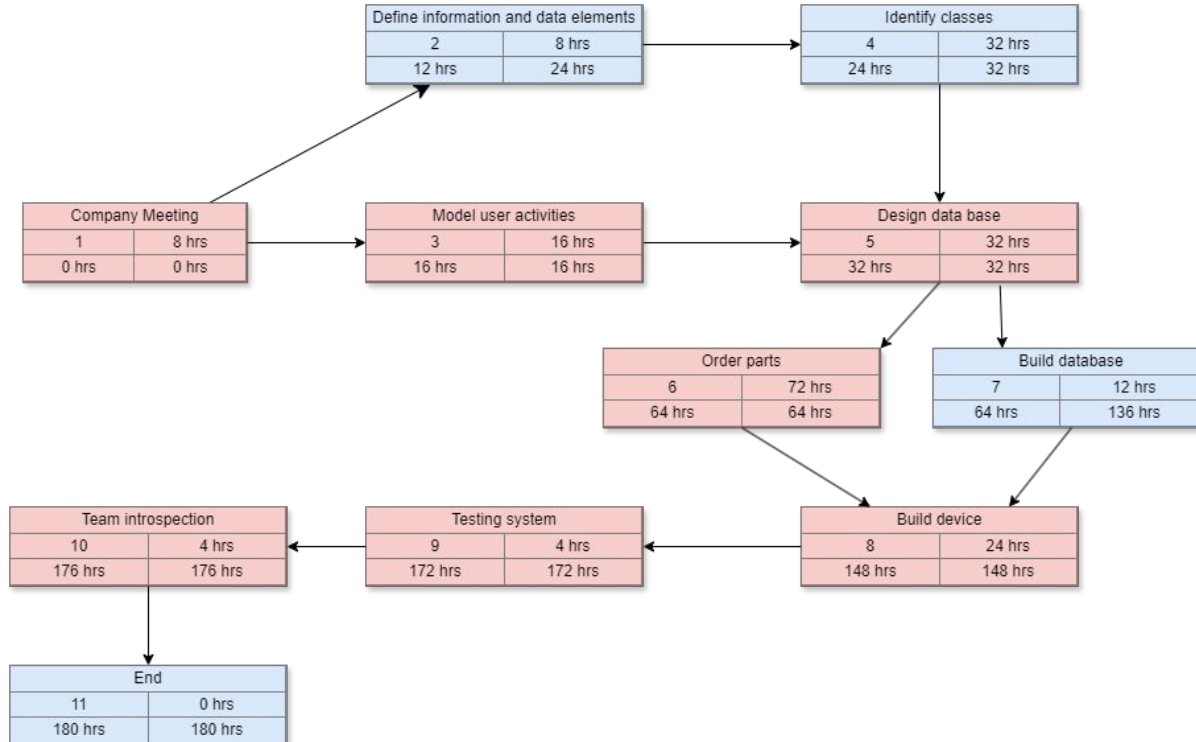 Define information and data elements
2 8 hrs
12 hrs 24 hrs
Identify classes
4 32 hrs
24 hrs 32 hrs
Company Meeting
1 8 hrs
0 hrs 0 hrs
Model user activities
3 16 hrs
16 hrs 16 hrs
Design data base
5 32 hrs
32 hrs 32 hrs
Order parts
6 72 hrs
64 hrs 64 hrs
Build database
7 12 hrs
64 hrs 136 hrs
Team introspection
10 4 hrs
176 hrs 176 hrs
Testing system
9 4 hrs
172 hrs 172 hrs
Build device
8 24 hrs
148 hrs 148 hrs
End
11 0 hrs
180 hrs 180 hrs